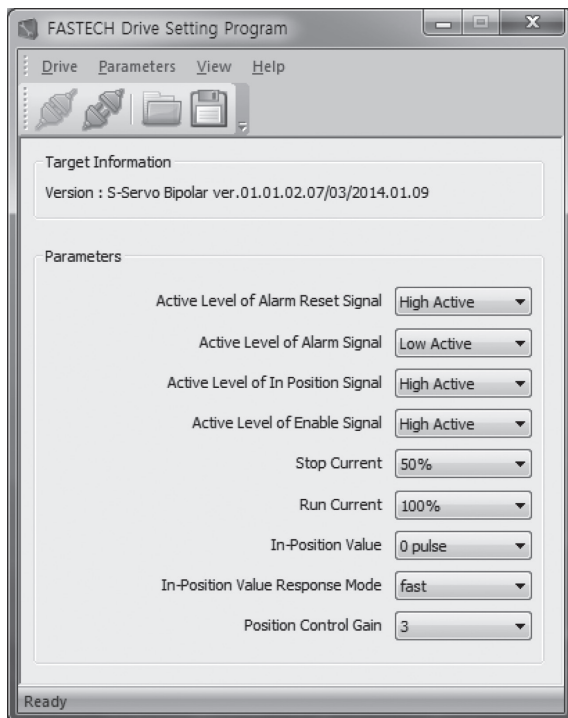 FASTECH Drive Setting Program
Drive Parameters View Help
Target Information
Version : S-Servo Bipolar ver.01.01.02.07/03/2014.01.09
Parameters
Active Level of Alarm Reset Signal High Active
Active Level of Alarm Signal Low Active
Active Level of In Position Signal High Active
Active Level of Enable Signal High Active
Stop Current 50%
Run Current 100%
In-Position Value 0 pulse
In-Position Value Response Mode fast
Position Control Gain 3
Ready